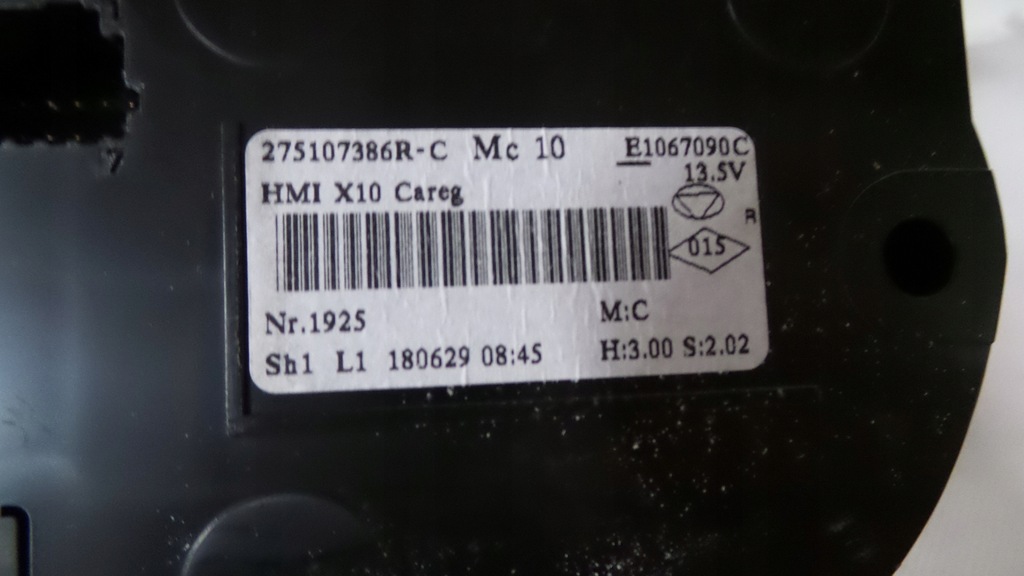 275107386R-C Mc 10 E1067090C
13.5V
HMI X10 Careg
R
015
Nr.1925 M:C
Sh1 L1 180629 08:45 H:3.00 S:2.02